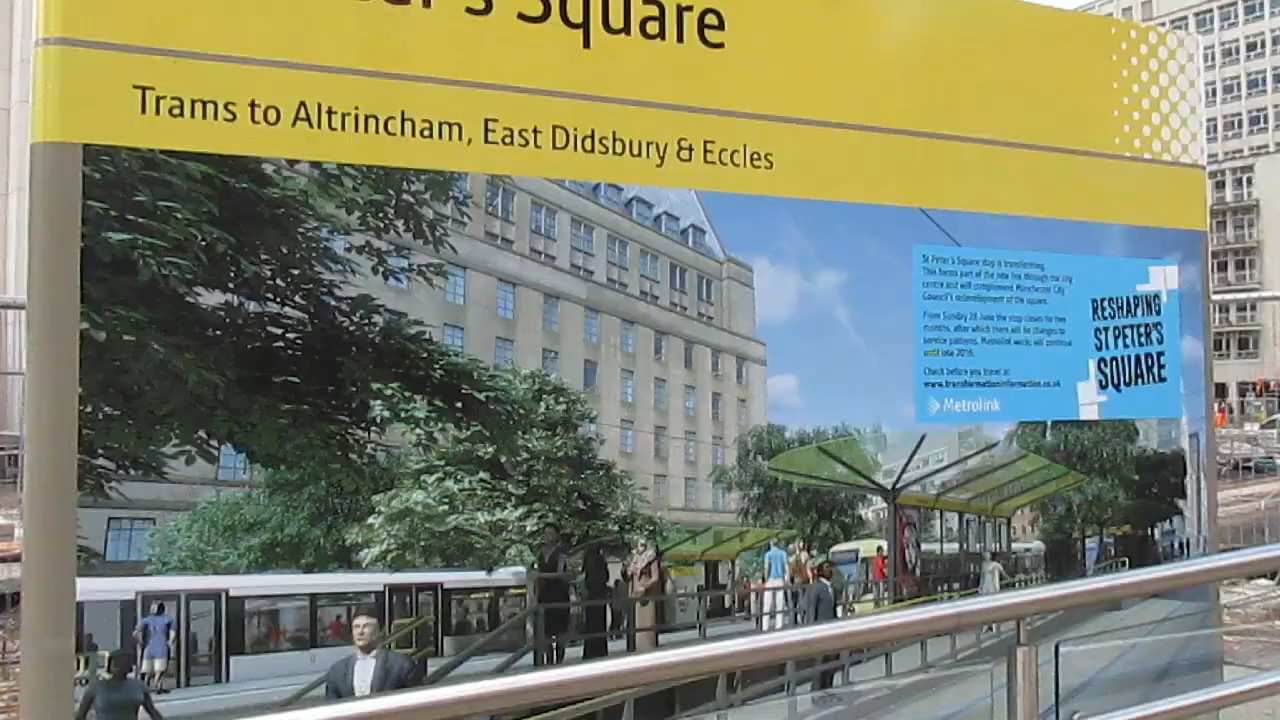 Square
Trams to Altrincham, East Didsbury & Eccles
St Peter's Square stop is transforming.
This forms part of the new line through the city
centre and will complement Manchester City
Council's redevelopment of the square.
From Sunday 28 June the stop closes for two
months, after which there will be changes to
service patterns. Metrolink works will continue
until late 2016.
Check before you travel at
www.transformationinformation.co.uk
Metrolink
RESHAPING
ST PETER'S
SQUARE